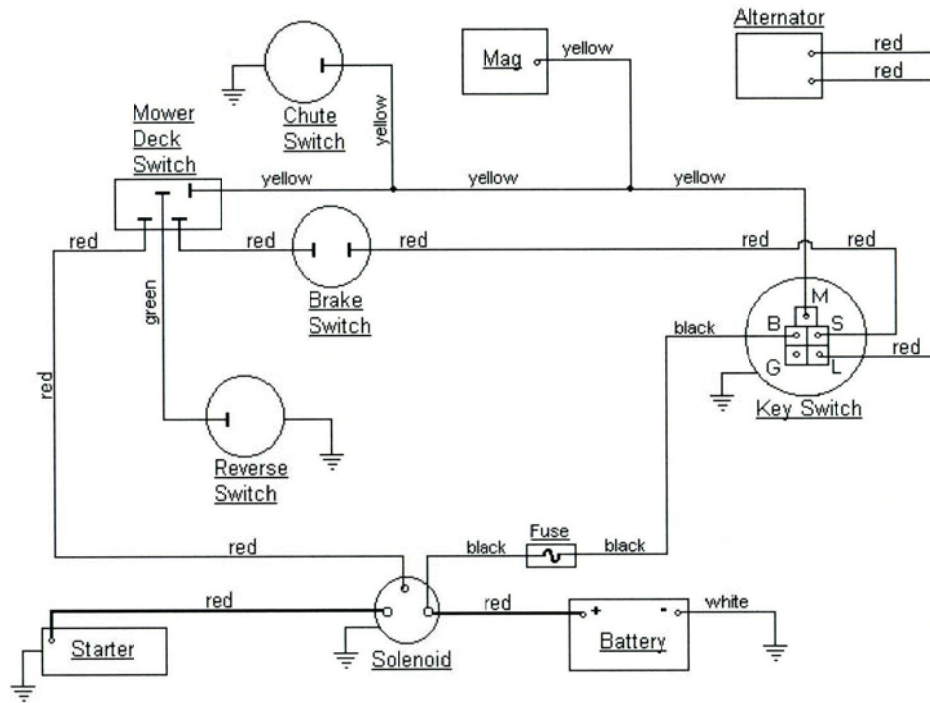 Alternator
red
red
Mag
yellow
Chute
Switch
yellow
Mower
Deck
Switch
yellow
yellow
yellow
red
red
red
red
red
Brake
Switch
green
M
B
S
G
L
black
red
Key Switch
red
Reverse
Switch
red
Fuse
black
black
red
red
+
-
white
Starter
Solenoid
Battery